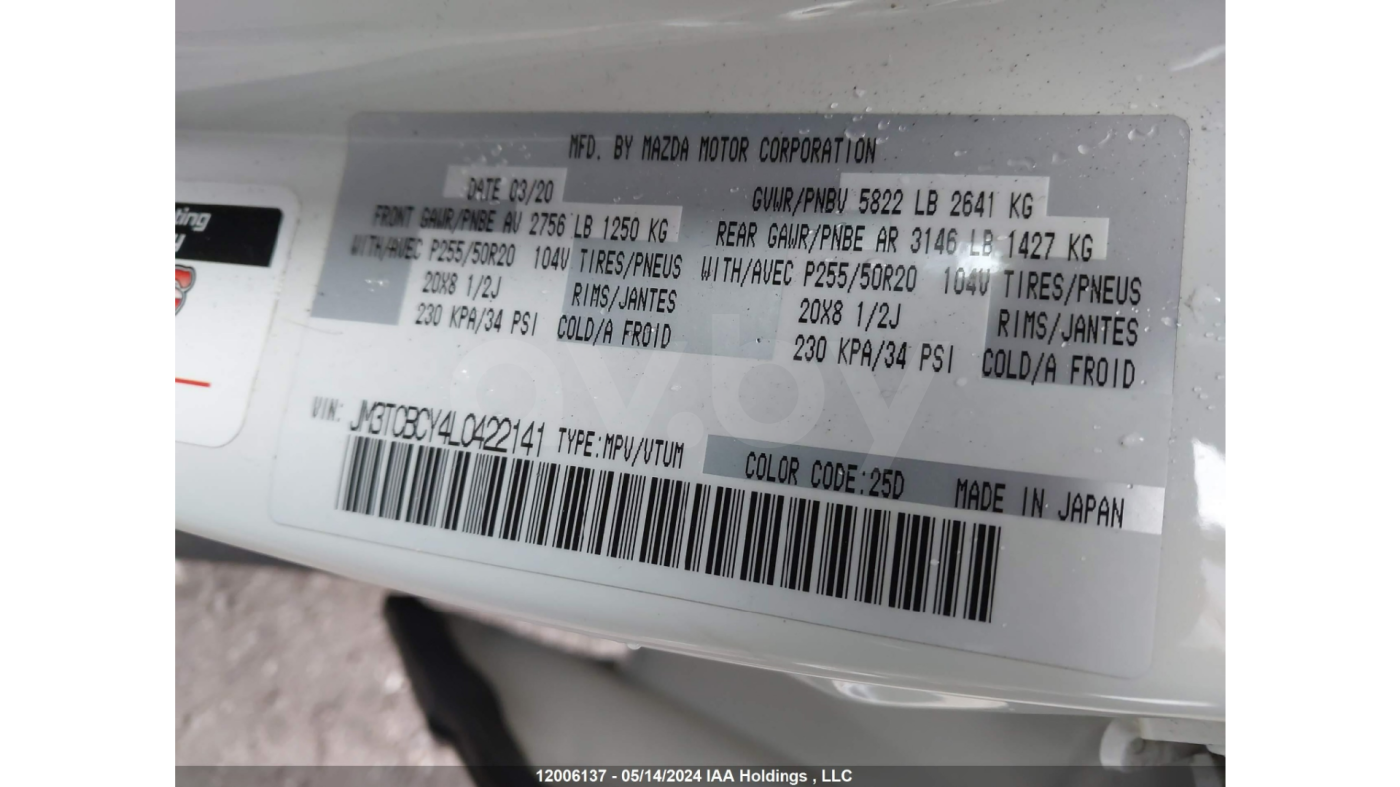 MFD. BY MAZDA MOTOR CORPORATION
DATE 03/20
GVWR/PNBV 5822 LB 2641 KG
FRONT GAWR/PNBE AV 2756 LB 1250 KG
REAR GAWR/PNBE AR 3146 LB 1427 KG
WITH/AVEC P255/50R20 104V TIRES/PNEUS
WITH/AVEC P255/50R20 104V TIRES/PNEUS
20X8 1/2J RIMS/JANTES
20X8 1/2J RIMS/JANTES
230 KPA/34 PSI COLD/A FROID
230 KPA/34 PSI COLD/A FROID
VIN: JM3TCBCY4L0422141 TYPE:MPV/VTUM
COLOR CODE:25D MADE IN JAPAN
av.by
12006137 - 05/14/2024 IAA Holdings , LLC